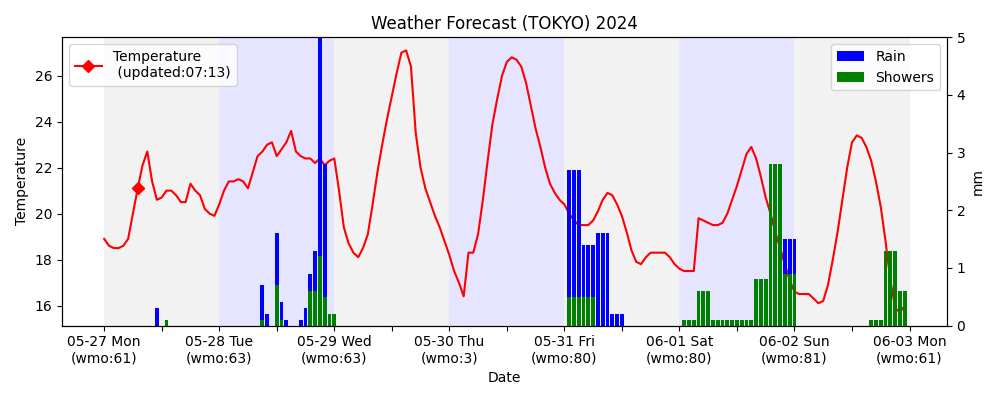 Weather Forecast (TOKYO) 2024
Temperature
(updated:07:13)
Rain
Showers
Temperature
26
24
22
20
18
16
5
4
3
2
1
0
mm
05-27 Mon
(wmo:61)
05-28 Tue
(wmo:63)
05-29 Wed
(wmo:63)
05-30 Thu
(wmo:3)
05-31 Fri
(wmo:80)
06-01 Sat
(wmo:80)
06-02 Sun
(wmo:81)
06-03 Mon
(wmo:61)
Date